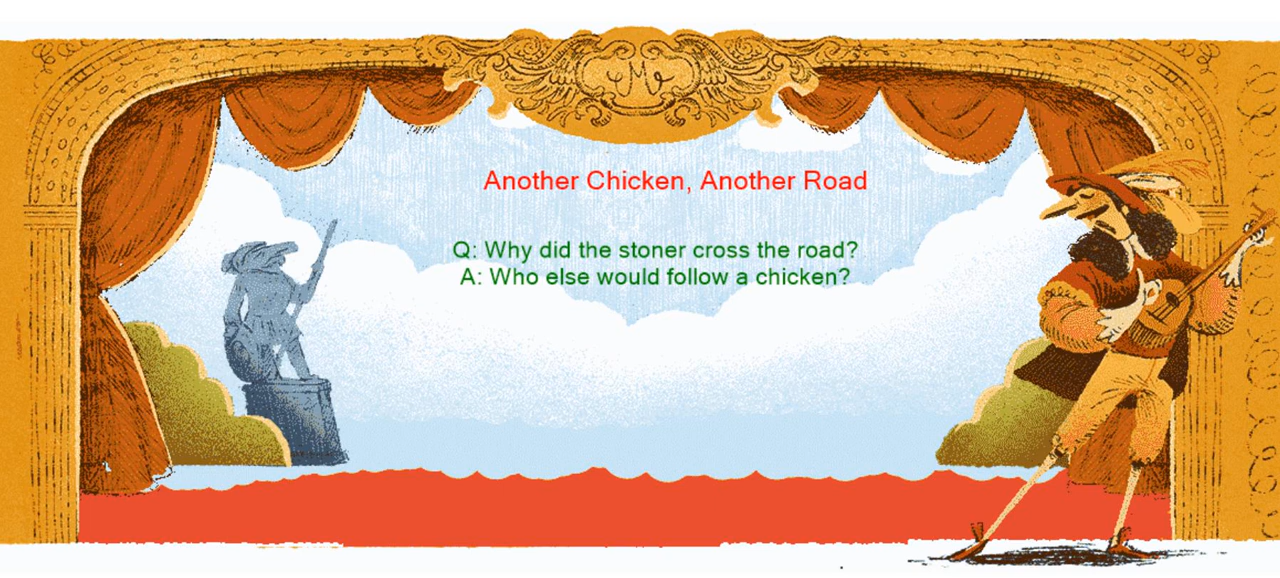 Another Chicken, Another Road
Q: Why did the stoner cross the road?
A: Who else would follow a chicken?